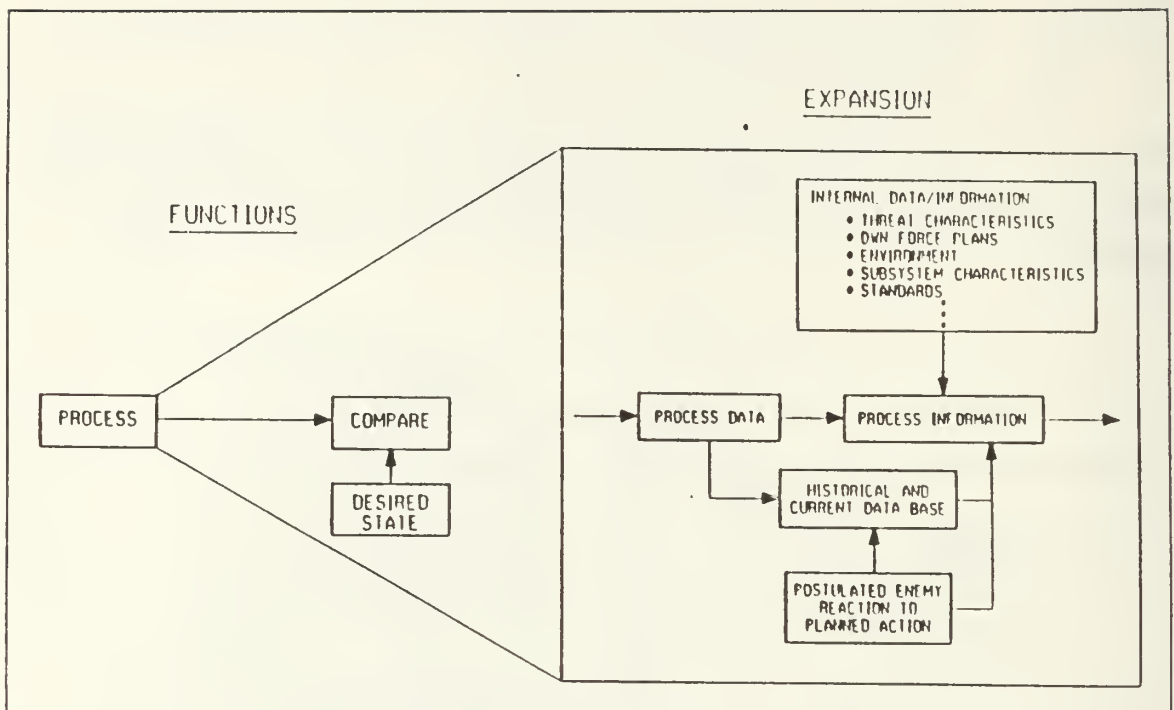 EXPANSION
FUNCTIONS
INTERNAL DATA/INFORMATION
• THREAT CHARACTERISTICS
• OWN FORCE PLANS
• ENVIRONMENT
• SUBSYSTEM CHARACTERISTICS
• STANDARDS
PROCESS
COMPARE
DESIRED
STATE
PROCESS DATA
PROCESS INFORMATION
HISTORICAL AND
CURRENT DATA BASE
POSTULATED ENEMY
REACTION TO
PLANNED ACTION